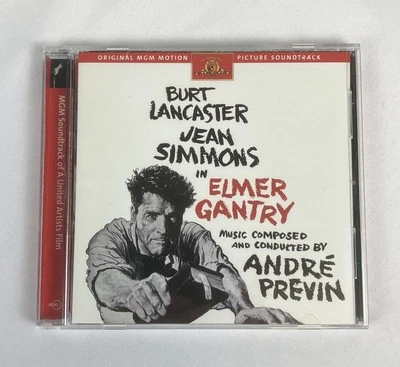 ORIGINAL MGM MOTION PICTURE SOUNDTRACK
BURT
LANCASTER
JEAN
SIMMONS
IN
ELMER
GANTRY
MUSIC COMPOSED
AND CONDUCTED BY
ANDRÉ
PREVIN
MGM Soundtrack of A United Artists Film